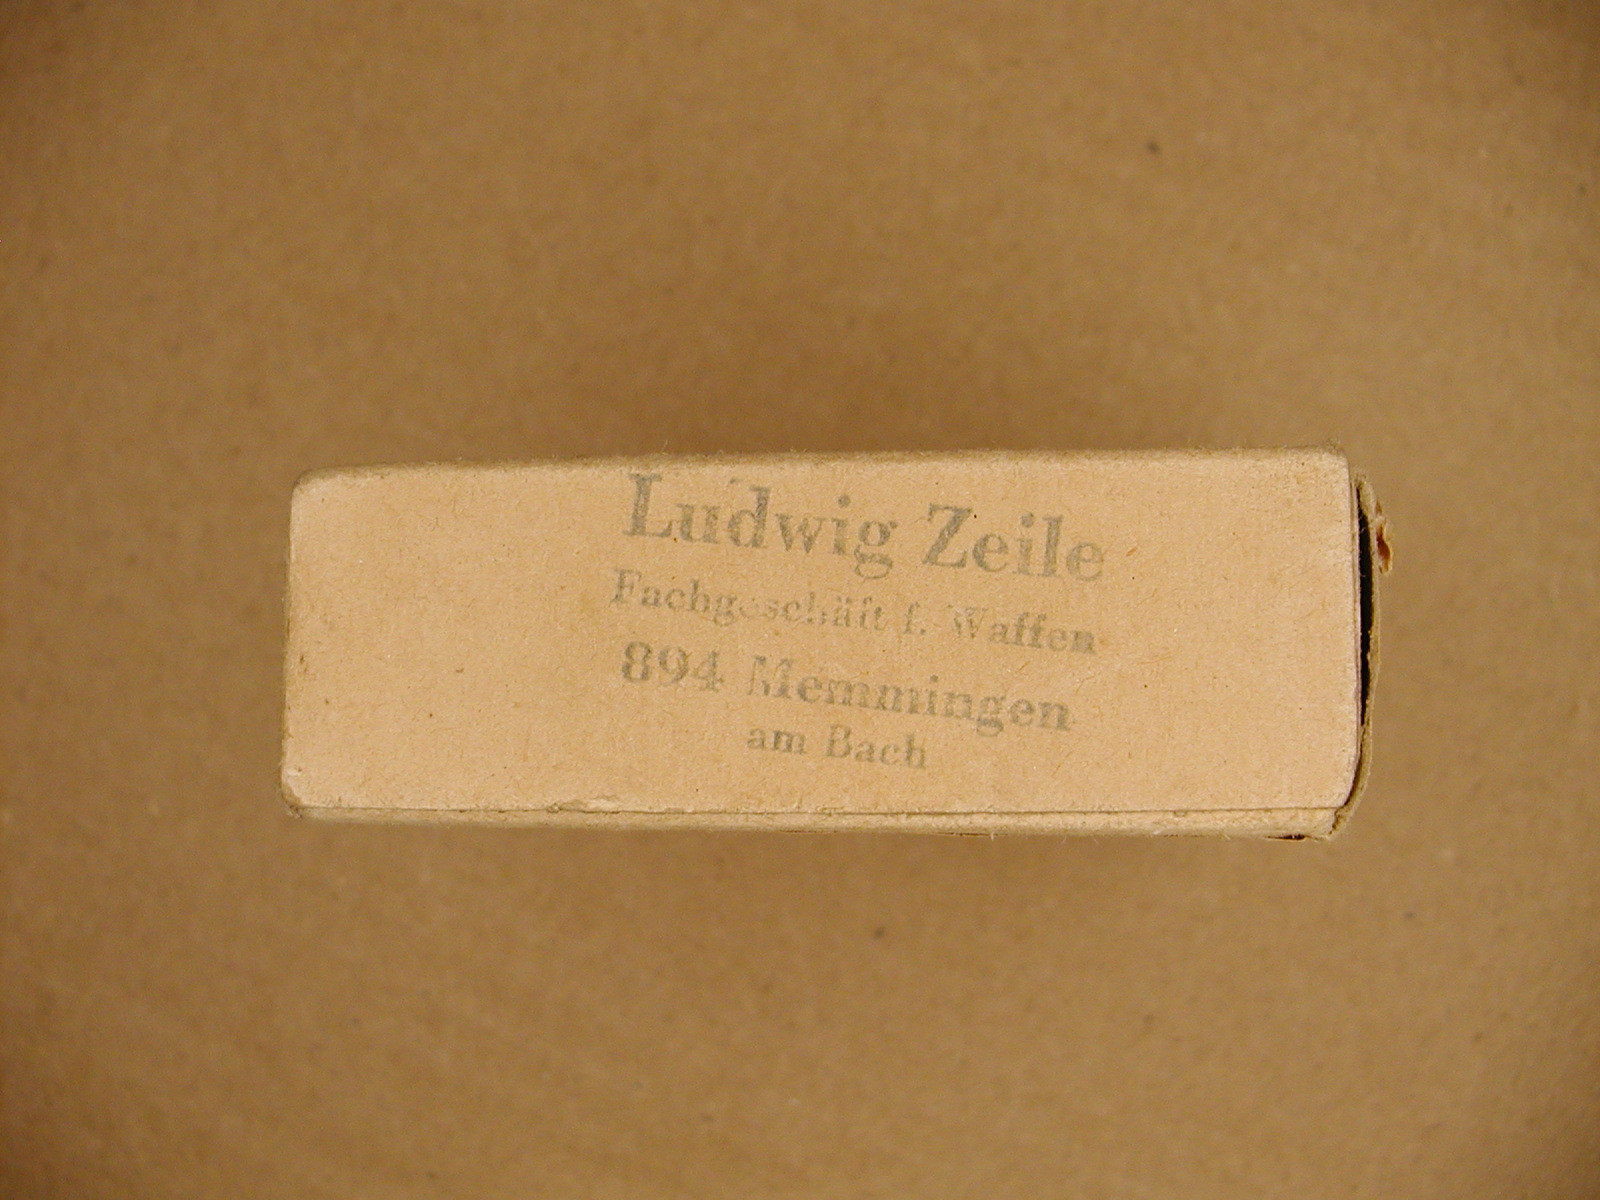 Ludwig Zeile
Fachgeschäft f. Waffen
894 Memmingen
am Bach